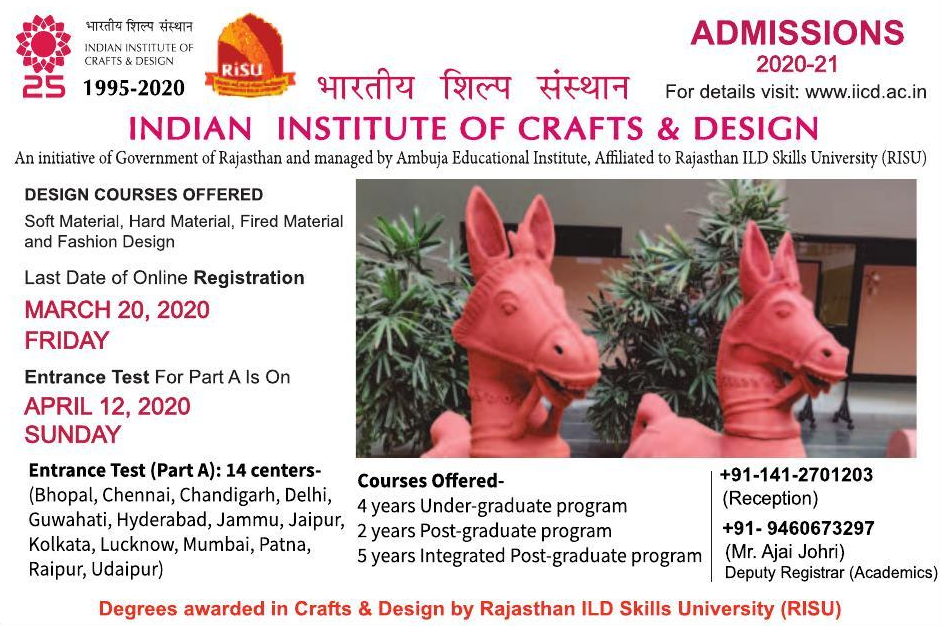 भारतीय शिल्प संस्थान
INDIAN INSTITUTE OF
CRAFTS & DESIGN
25
1995-2020
RiSU
भारतीय शिल्प संस्थान
ADMISSIONS
2020-21
For details visit: www.iicd.ac.in
INDIAN INSTITUTE OF CRAFTS & DESIGN
An initiative of Government of Rajasthan and managed by Ambuja Educational Institute, Affiliated to Rajasthan ILD Skills University (RISU)
DESIGN COURSES OFFERED
Soft Material, Hard Material, Fired Material
and Fashion Design
Last Date of Online Registration
MARCH 20, 2020
FRIDAY
Entrance Test For Part A Is On
APRIL 12, 2020
SUNDAY
Entrance Test (Part A): 14 centers-
(Bhopal, Chennai, Chandigarh, Delhi,
Guwahati, Hyderabad, Jammu, Jaipur,
Kolkata, Lucknow, Mumbai, Patna,
Raipur, Udaipur)
Courses Offered-
4 years Under-graduate program
2 years Post-graduate program
5 years Integrated Post-graduate program
+91-141-2701203
(Reception)
+91- 9460673297
(Mr. Ajai Johri)
Deputy Registrar (Academics)
Degrees awarded in Crafts & Design by Rajasthan ILD Skills University (RISU)